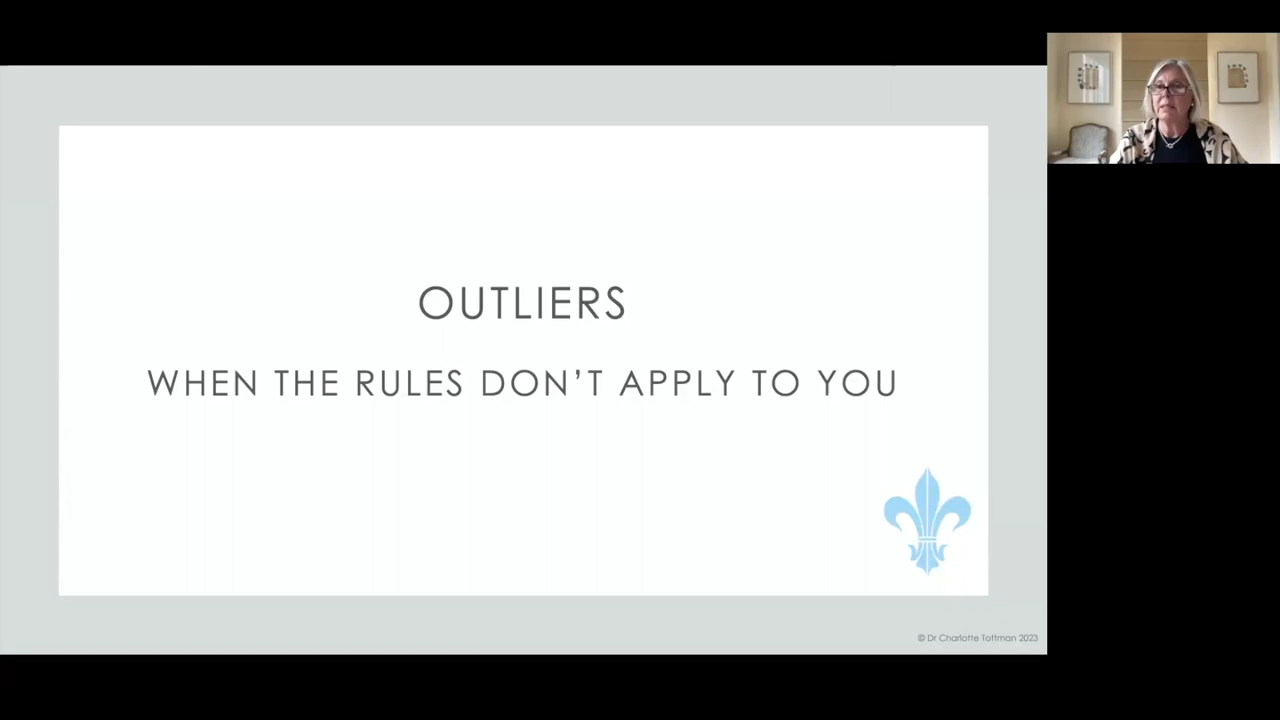 OUTLIERS
WHEN THE RULES DON’T APPLY TO YOU
© Dr Charlotte Tottman 2023